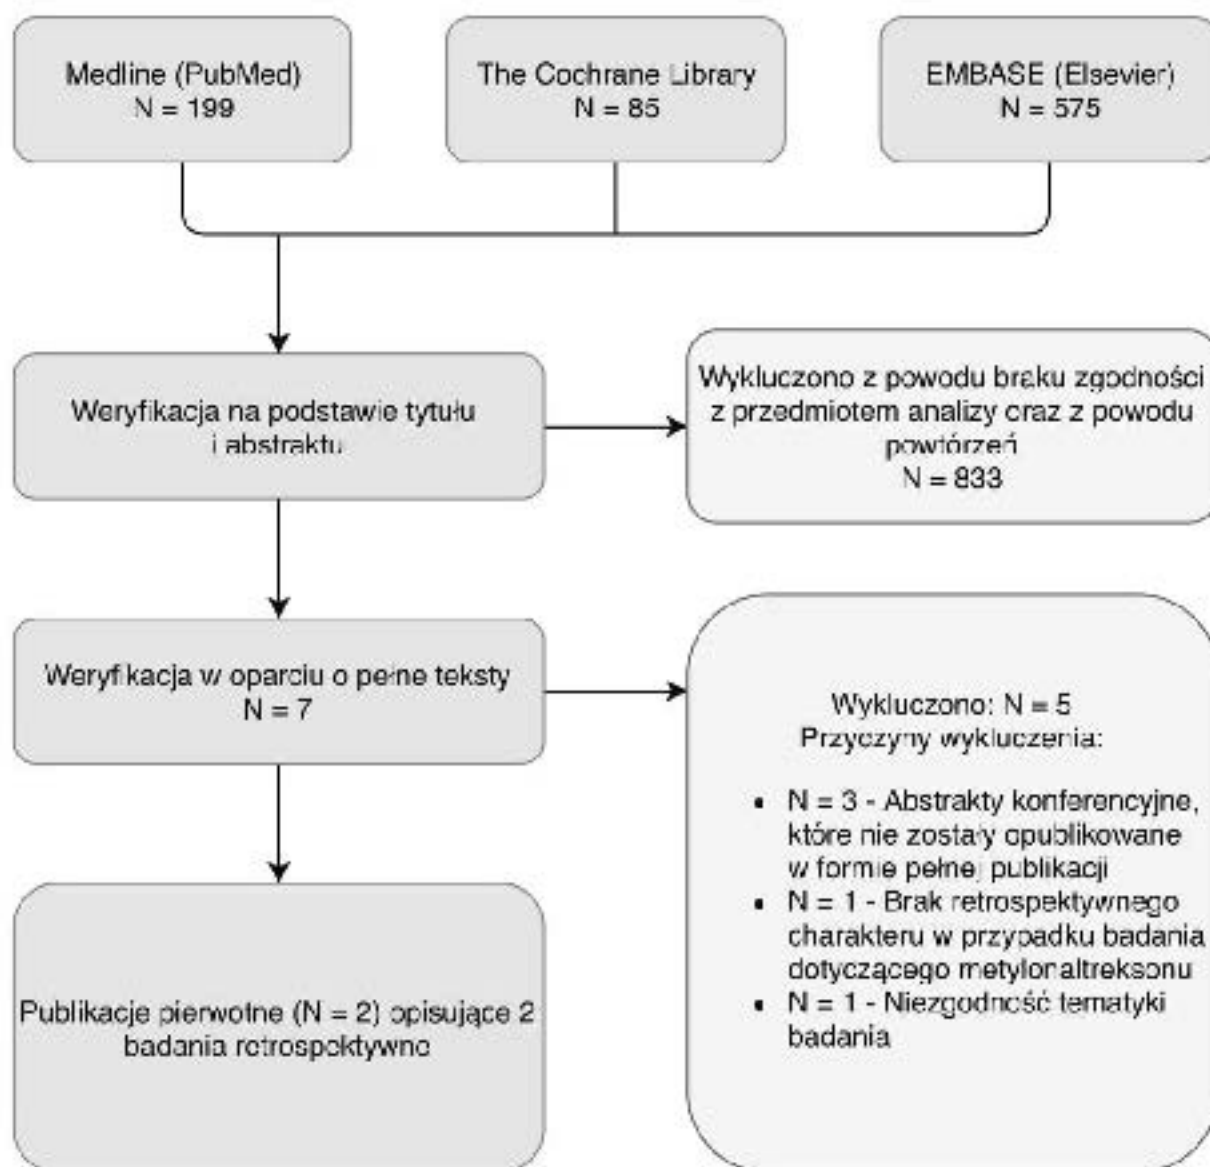 Medline (PubMed)
N = 199
The Cochrane Library
N = 85
EMBASE (Elsevier)
N = 575
Weryfikacja na podstawie tytułu
i abstraktu
Wykluczono z powodu braku zgodności
z przedmiotem analizy oraz z powodu
powtórzeń
N = 833
Weryfikacja w oparciu o pełne teksty
N = 7
Wykluczono: N = 5
Przyczyny wykluczenia:
• N = 3 - Abstrakty konferencyjne,
które nie zostały opublikowane
w formie pełnej publikacji
• N = 1 - Brak retrospektywnego
charakteru w przypadku badania
dotyczącego metylonaltreksonu
• N = 1 - Niezgodność tematyki
badania
Publikacje pierwotne (N = 2) opisujące 2
badania retrospektywne